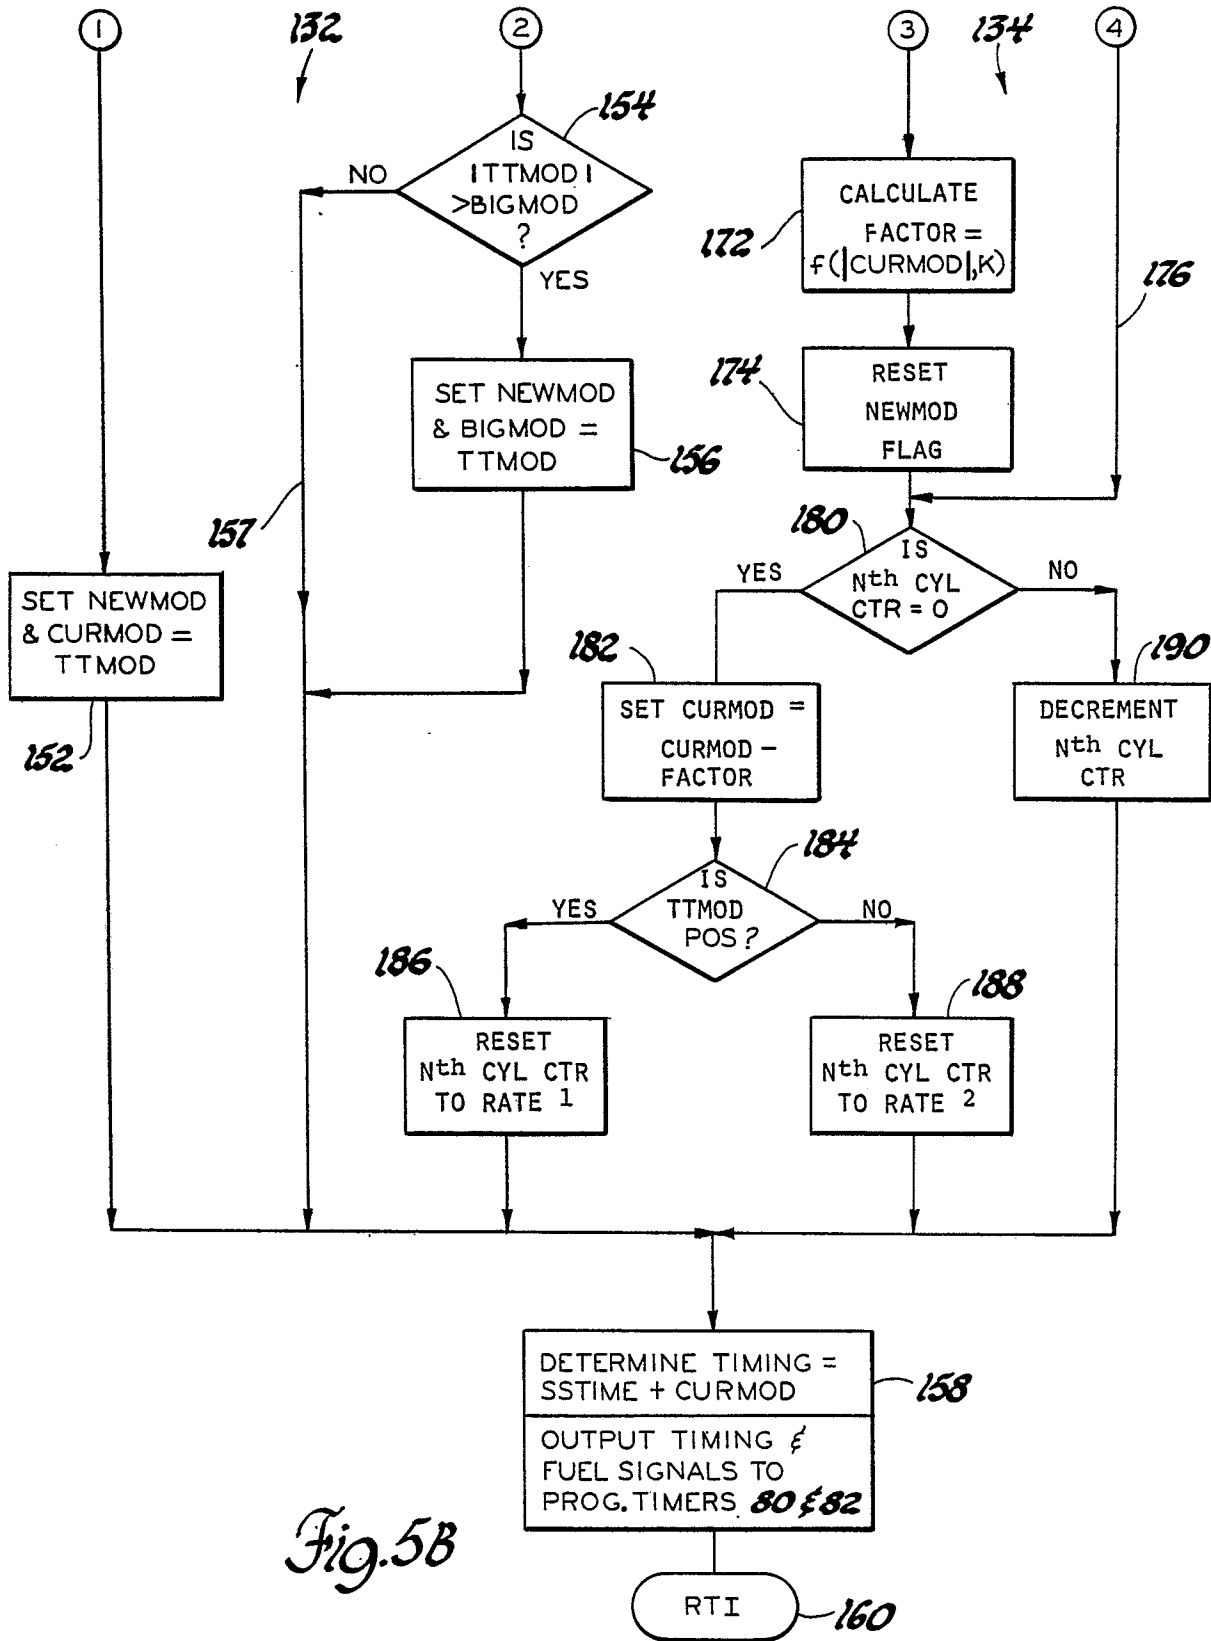 1
132
2
3
134
4
154
IS
|TTMOD|
>BIGMOD
?
NO
YES
172
CALCULATE
FACTOR =
f(|CURMOD|,K)
176
174
RESET
NEWMOD
FLAG
SET NEWMOD
& BIGMOD =
TTMOD
156
157
180
IS
Nth CYL
CTR = 0
YES
NO
SET NEWMOD
& CURMOD =
TTMOD
152
182
SET CURMOD =
CURMOD –
FACTOR
190
DECREMENT
Nth CYL
CTR
184
IS
TTMOD
POS?
YES
NO
186
RESET
Nth CYL CTR
TO RATE 1
188
RESET
Nth CYL CTR
TO RATE 2
DETERMINE TIMING =
SSTIME + CURMOD
158
OUTPUT TIMING &
FUEL SIGNALS TO
PROG. TIMERS 80 & 82
Fig. 5B
RTI
160